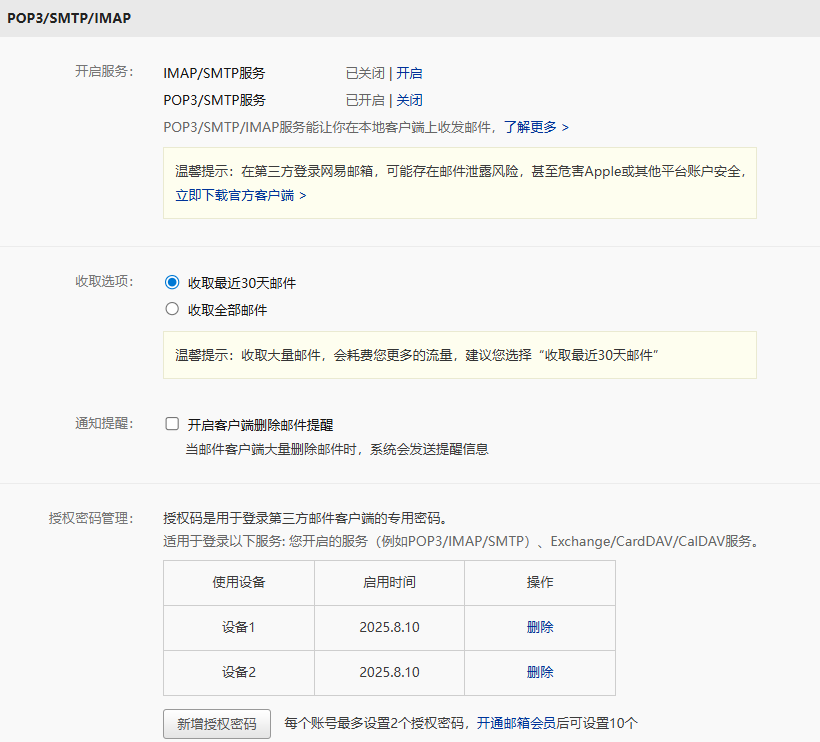 POP3/SMTP/IMAP
开启服务： IMAP/SMTP服务 已关闭 | 开启
POP3/SMTP服务 已开启 | 关闭
POP3/SMTP/IMAP服务能让你在本地客户端上收发邮件，了解更多 >
温馨提示：在第三方登录网易邮箱，可能存在邮件泄露风险，甚至危害Apple或其他平台账户安全，
立即下载官方客户端 >
收取选项： 收取最近30天邮件
收取全部邮件
温馨提示：收取大量邮件，会耗费您更多的流量，建议您选择“收取最近30天邮件”
通知提醒： 开启客户端删除邮件提醒
当邮件客户端大量删除邮件时，系统会发送提醒信息
授权密码管理： 授权码是用于登录第三方邮件客户端的专用密码。
适用于登录以下服务: 您开启的服务（例如POP3/IMAP/SMTP）、Exchange/CardDAV/CalDAV服务。
使用设备 启用时间 操作
设备1 2025.8.10 删除
设备2 2025.8.10 删除
新增授权密码 每个账号最多设置2个授权密码，开通邮箱会员后可设置10个